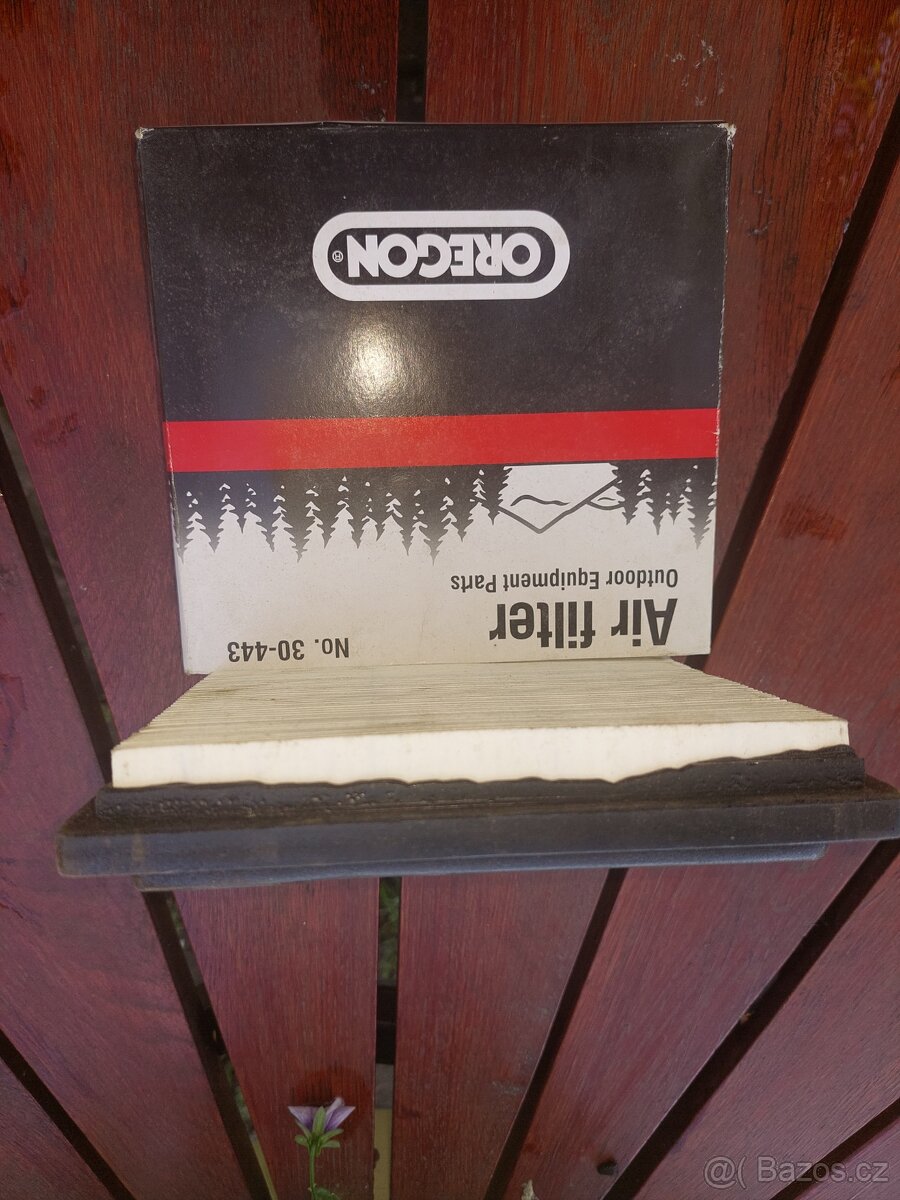 OREGON®
Outdoor Equipment Parts
Air filter
No. 30-443
@( Bazos.cz